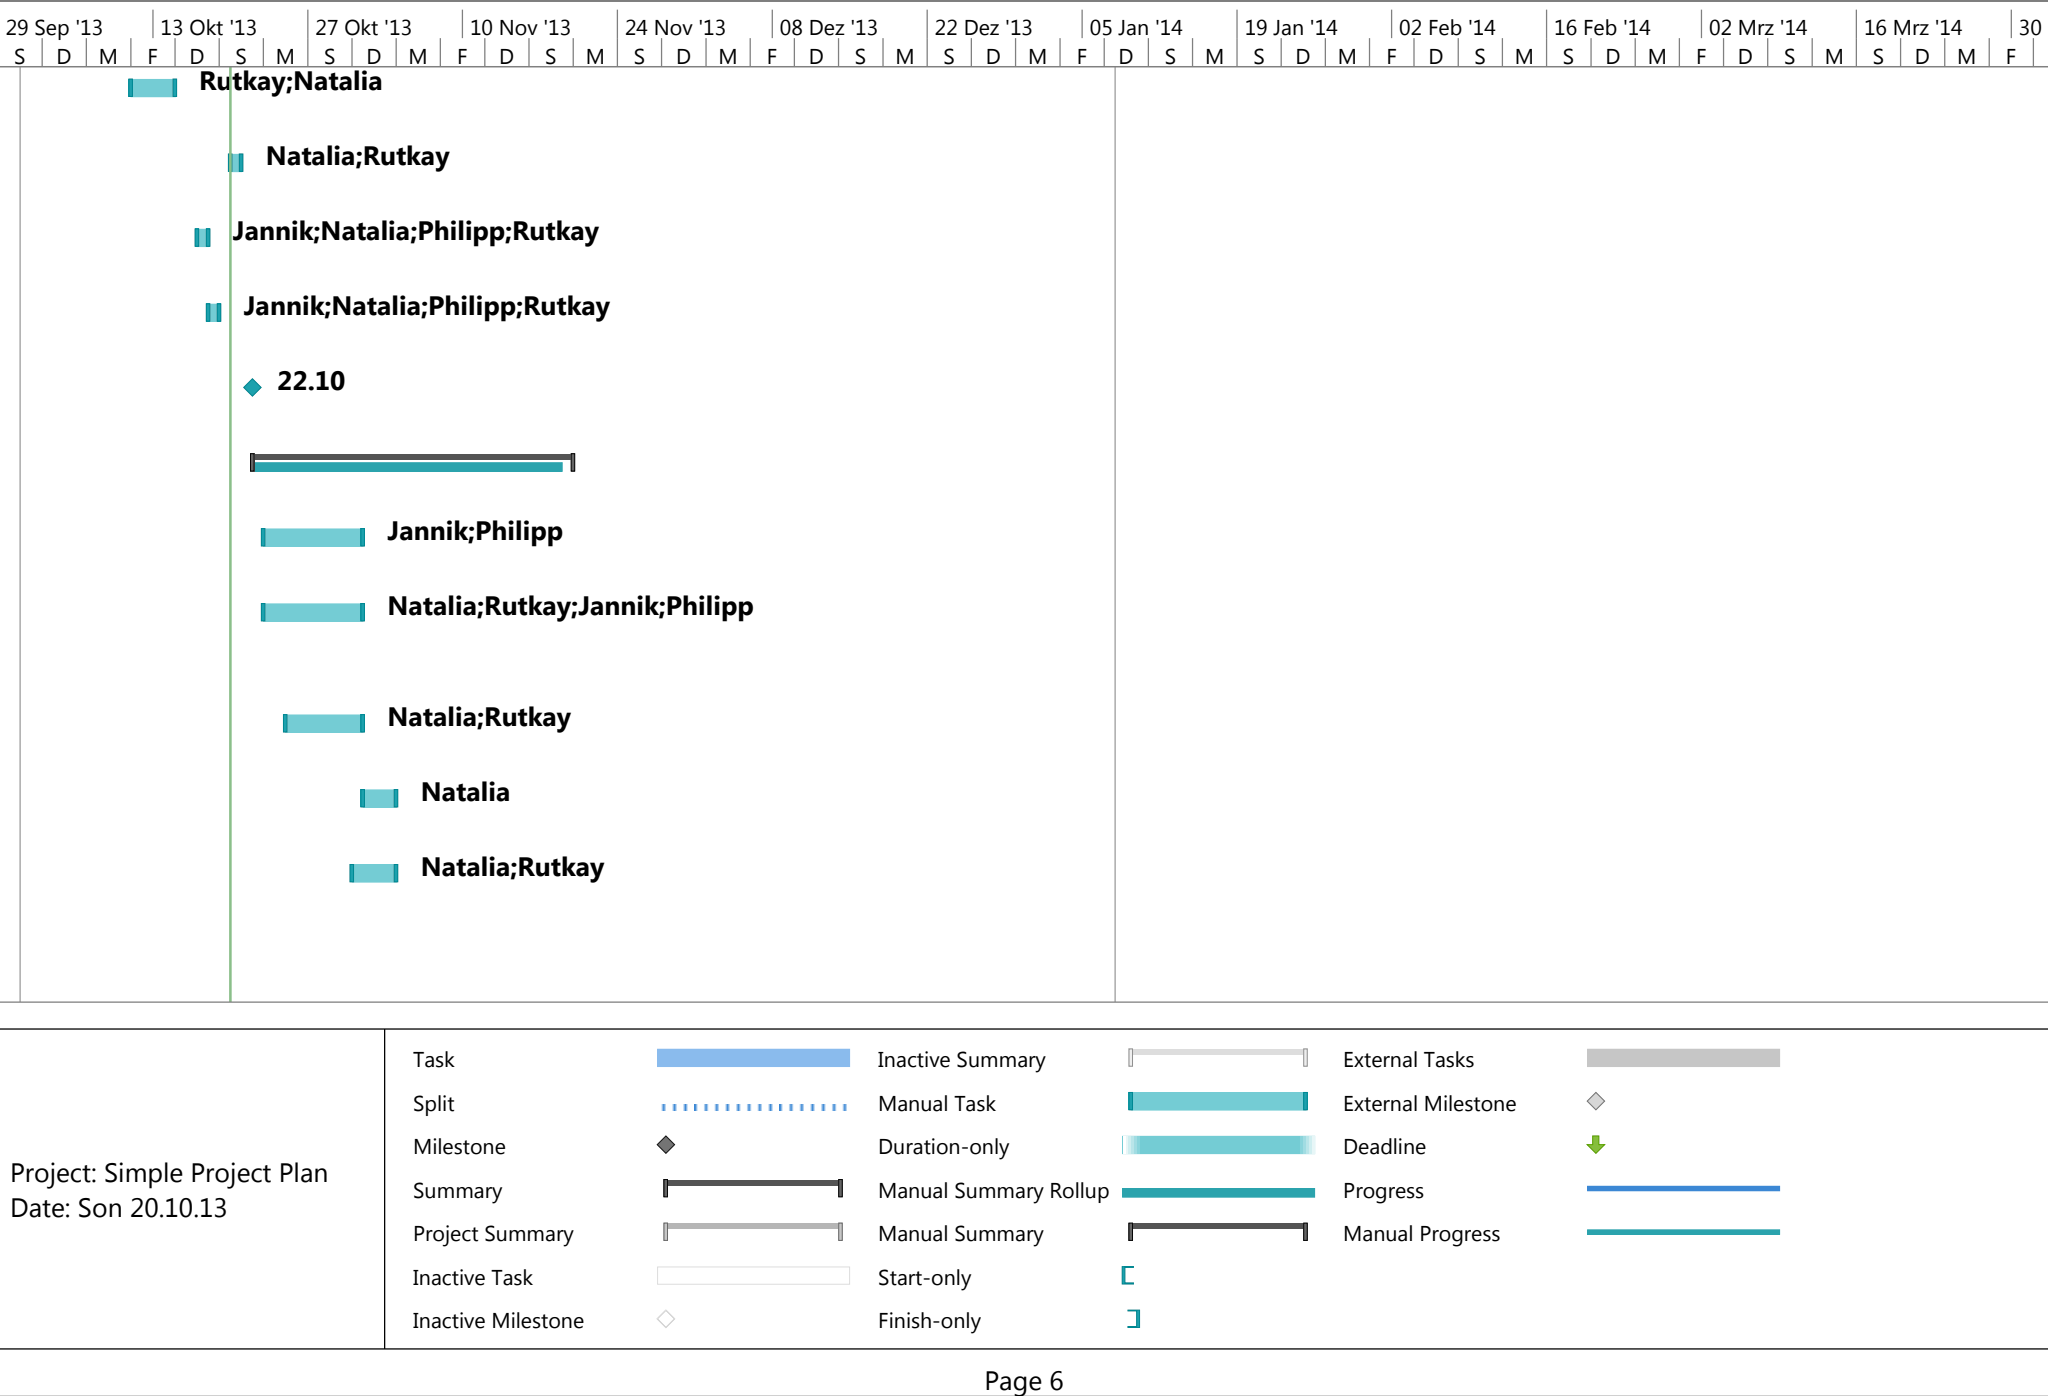 29 Sep '13 13 Okt '13 27 Okt '13 10 Nov '13 24 Nov '13 08 Dez '13 22 Dez '13 05 Jan '14 19 Jan '14 02 Feb '14 16 Feb '14 02 Mrz '14 16 Mrz '14 30
S D M F D S M S D M F D S M S D M F D S M S D M F D S M S D M F D S M S D M F D S M S D M F
Rutkay;Natalia
Natalia;Rutkay
Jannik;Natalia;Philipp;Rutkay
Jannik;Natalia;Philipp;Rutkay
22.10
Jannik;Philipp
Natalia;Rutkay;Jannik;Philipp
Natalia;Rutkay
Natalia
Natalia;Rutkay
Project: Simple Project Plan
Date: Son 20.10.13
Task
Split
Milestone
Summary
Project Summary
Inactive Task
Inactive Milestone
Inactive Summary
Manual Task
Duration-only
Manual Summary Rollup
Manual Summary
Start-only
Finish-only
External Tasks
External Milestone
Deadline
Progress
Manual Progress
Page 6